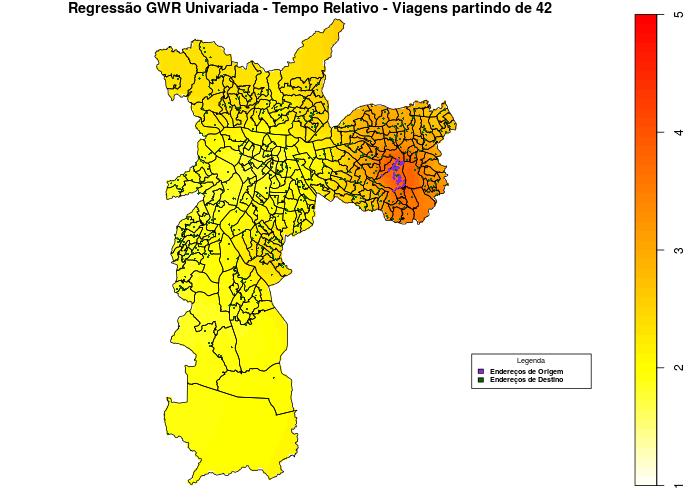 Regressão GWR Univariada - Tempo Relativo - Viagens partindo de 42
5
4
3
2
1
Legenda
Endereços de Origem
Endereços de Destino